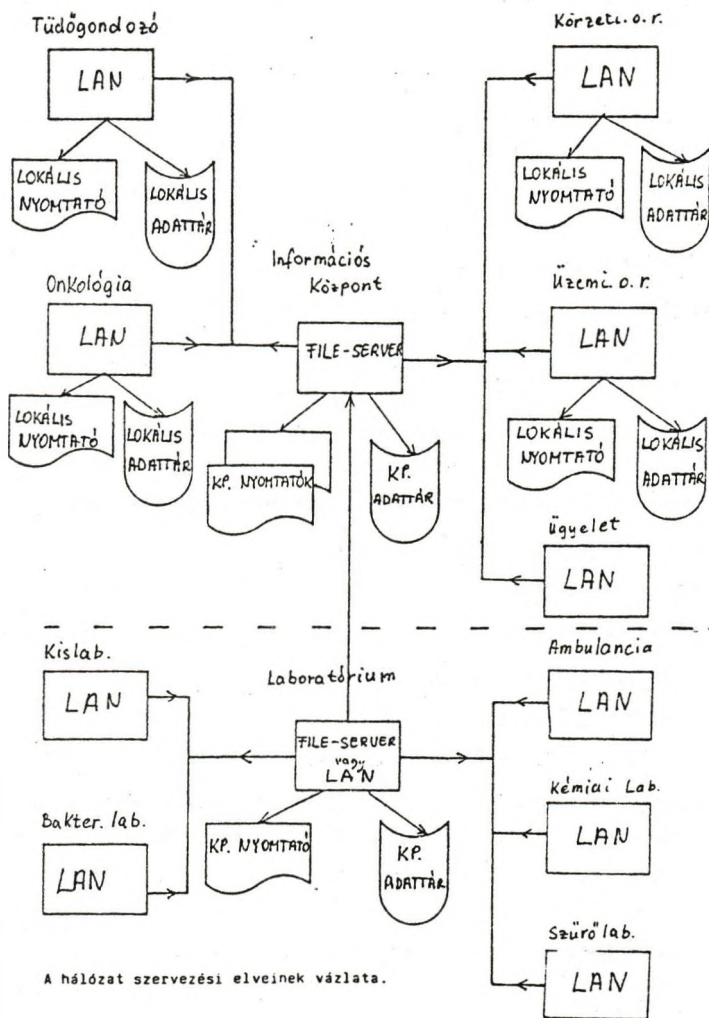 Tüdőgondozó
LAN
LOKÁLIS
NYOMTATÓ
LOKÁLIS
ADATTÁR
Körzeti. o. r.
LAN
LOKÁLIS
NYOMTATÓ
LOKÁLIS
ADATTÁR
Onkológia
LAN
LOKÁLIS
NYOMTATÓ
LOKÁLIS
ADATTÁR
Információs
Központ
FILE-SERVER
KP. NYOMTATÓK
KP.
ADATTÁR
Üzemi. o. r.
LAN
LOKÁLIS
NYOMTATÓ
LOKÁLIS
ADATTÁR
ügyelet
LAN
Kislab.
LAN
Bakter. lab.
LAN
Laboratórium
FILE-SERVER
vagy
LAN
KP. NYOMTATÓ
KP.
ADATTÁR
Ambulancia
LAN
Kémiai Lab.
LAN
Szűrő lab.
LAN
A hálózat szervezési elveinek vázlata.